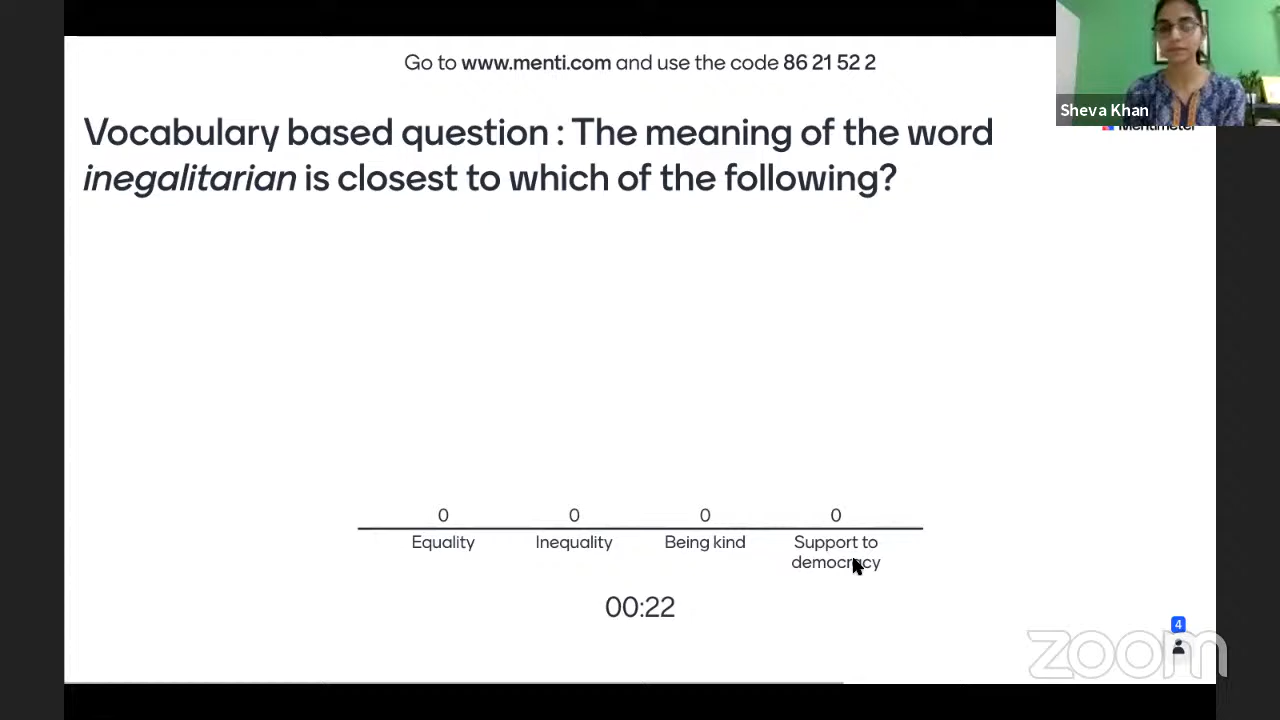 Go to www.menti.com and use the code 86 21 52 2
Sheva Khan
Mentimeter
Vocabulary based question : The meaning of the word
inegalitarian is closest to which of the following?
0 0 0 0
Equality Inequality Being kind Support to
democracy
00:22
4
zoom